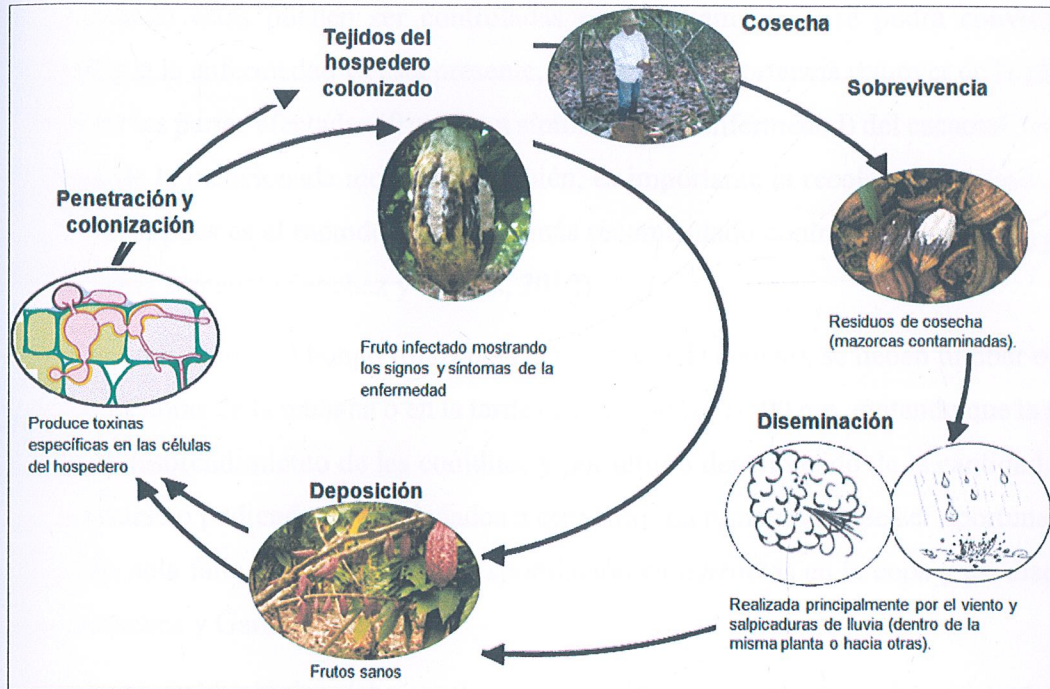 Cosecha
Tejidos del
hospedero
colonizado
Sobrevivencia
Penetración y
colonización
Residuos de cosecha
(mazorcas contaminadas).
Fruto infectado mostrando
los signos y síntomas de la
enfermedad
Produce toxinas
específicas en las células
del hospedero
Diseminación
Deposición
Realizada principalmente por el viento y
salpicaduras de lluvia (dentro de la
misma planta o hacia otras).
Frutos sanos